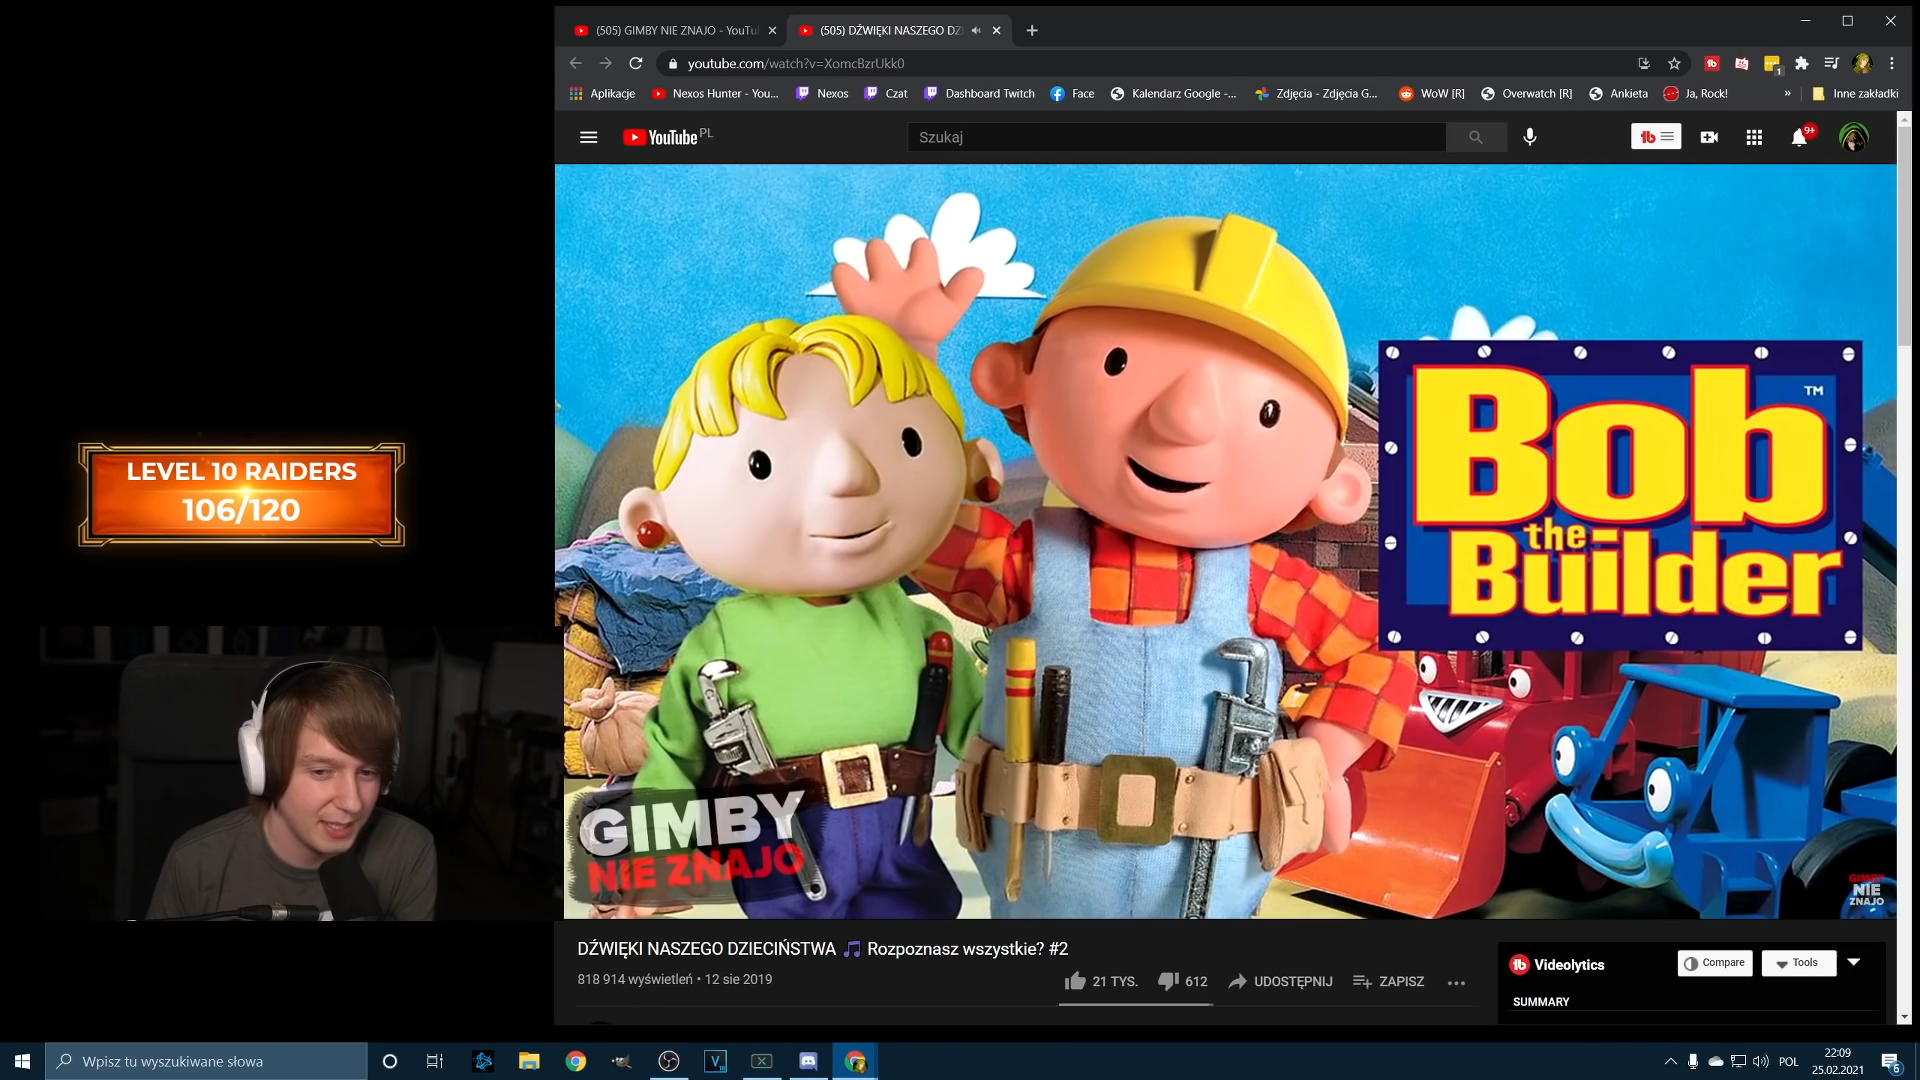 (505) GIMBY NIE ZNAJO - YouTu
(505) DŹWIĘKI NASZEGO DZI
youtube.com/watch?v=XomcBzrUkk0
1
Aplikacje
Nexos Hunter - You...
Nexos
Czat
Dashboard Twitch
Face
Kalendarz Google -...
Zdjęcia - Zdjęcia G...
WoW [R]
Overwatch [R]
Ankieta
Ja, Rock!
»
Inne zakładki
YouTube PL
Szukaj
9+
LEVEL 10 RAIDERS
106/120
Bob
TM
the
Builder
GIMBY
NIE ZNAJO
GIMBY
NIE
ZNAJO
DŹWIĘKI NASZEGO DZIECIŃSTWA 🎵 Rozpoznasz wszystkie? #2
818 914 wyświetleń • 12 sie 2019
21 TYS.
612
UDOSTĘPNIJ
ZAPISZ
Videolytics
Compare
Tools
SUMMARY
Wpisz tu wyszukiwane słowa
POL
22:09
25.02.2021
6